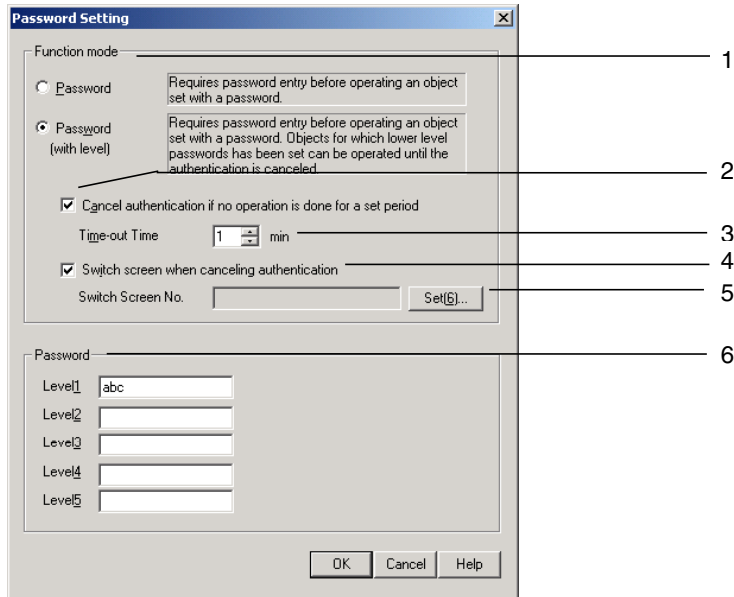 Password Setting
Function mode
1
Password
Requires password entry before operating an object
set with a password.
Password
(with level)
Requires password entry before operating an object
set with a password. Objects for which lower level
passwords has been set can be operated until the
authentication is canceled.
2
Cancel authentication if no operation is done for a set period
Time-out Time
1
min
3
Switch screen when canceling authentication
4
Switch Screen No.
Set(6)...
5
Password
6
Level1
abc
Level2
Level3
Level4
Level5
OK
Cancel
Help